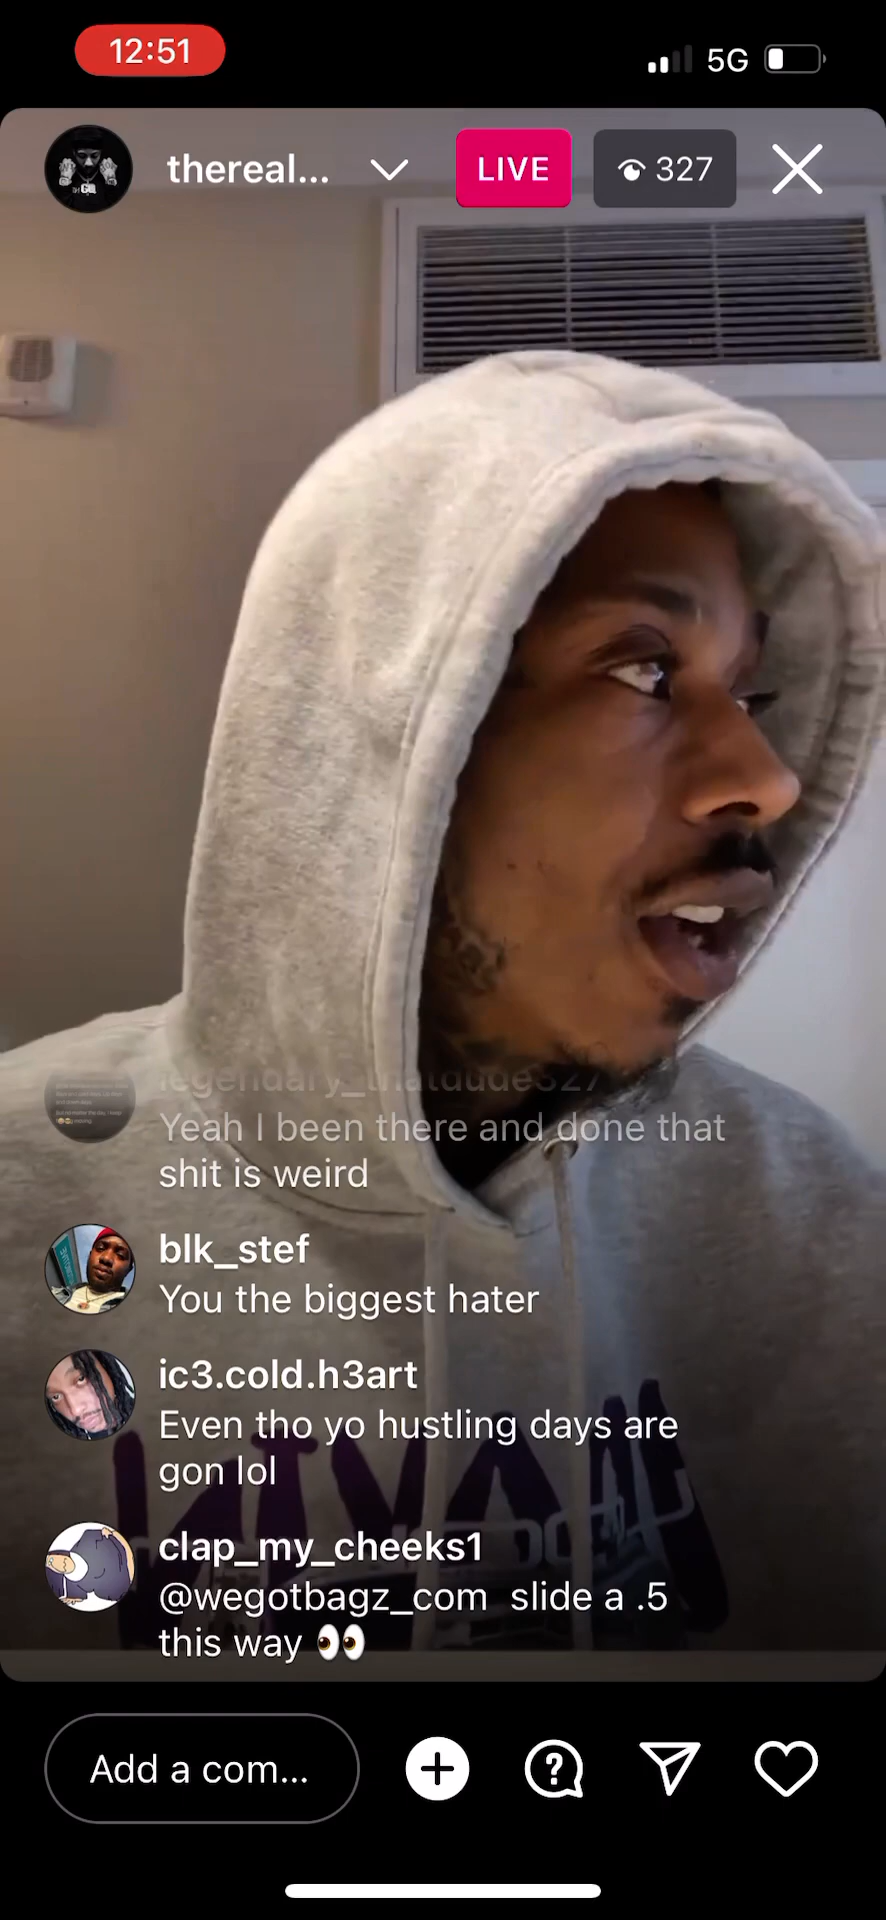 12:51
5G
thereal...
LIVE
327
legendary_thatdude327
Yeah I been there and done that
shit is weird
blk_stef
You the biggest hater
ic3.cold.h3art
Even tho yo hustling days are
gon lol
clap_my_cheeks1
@wegotbagz_com slide a .5
this way 👀
Add a com...